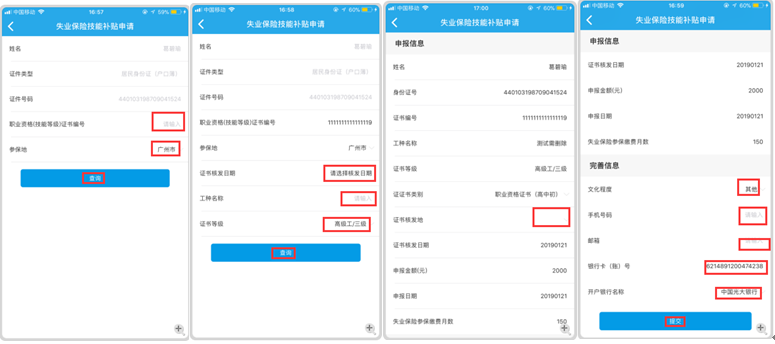 中国移动 16:57 59%
失业保险技能补贴申请
姓名 葛碧瑜
证件类型 居民身份证（户口簿）
证件号码 440103198709041524
职业资格(技能等级)证书编号 请输入
参保地 广州市
查询
中国移动 16:58 60%
失业保险技能补贴申请
姓名 葛碧瑜
证件类型 居民身份证（户口簿）
证件号码 440103198709041524
职业资格(技能等级)证书编号 1111111111111119
参保地 广州市
证书核发日期 请选择核发日期
工种名称 请输入
证书等级 高级工/三级
查询
中国移动 17:00 60%
失业保险技能补贴申请
申报信息
姓名 葛碧瑜
身份证号 440103198709041524
证书编号 1111111111111119
工种名称 测试需删除
证书等级 高级工/三级
证证书类别 职业资格证书（高中初）
证书核发地
证书核发日期 20190121
申报金额(元) 2000
申报日期 20190121
失业保险参保缴费月数 150
中国移动 16:59 60%
失业保险技能补贴申请
申报信息
证书核发日期 20190121
申报金额(元) 2000
申报日期 20190121
失业保险参保缴费月数 150
完善信息
文化程度 其他
手机号码 请输入
邮箱
银行卡（账）号 6214891200474238
开户银行名称 中国光大银行
提交